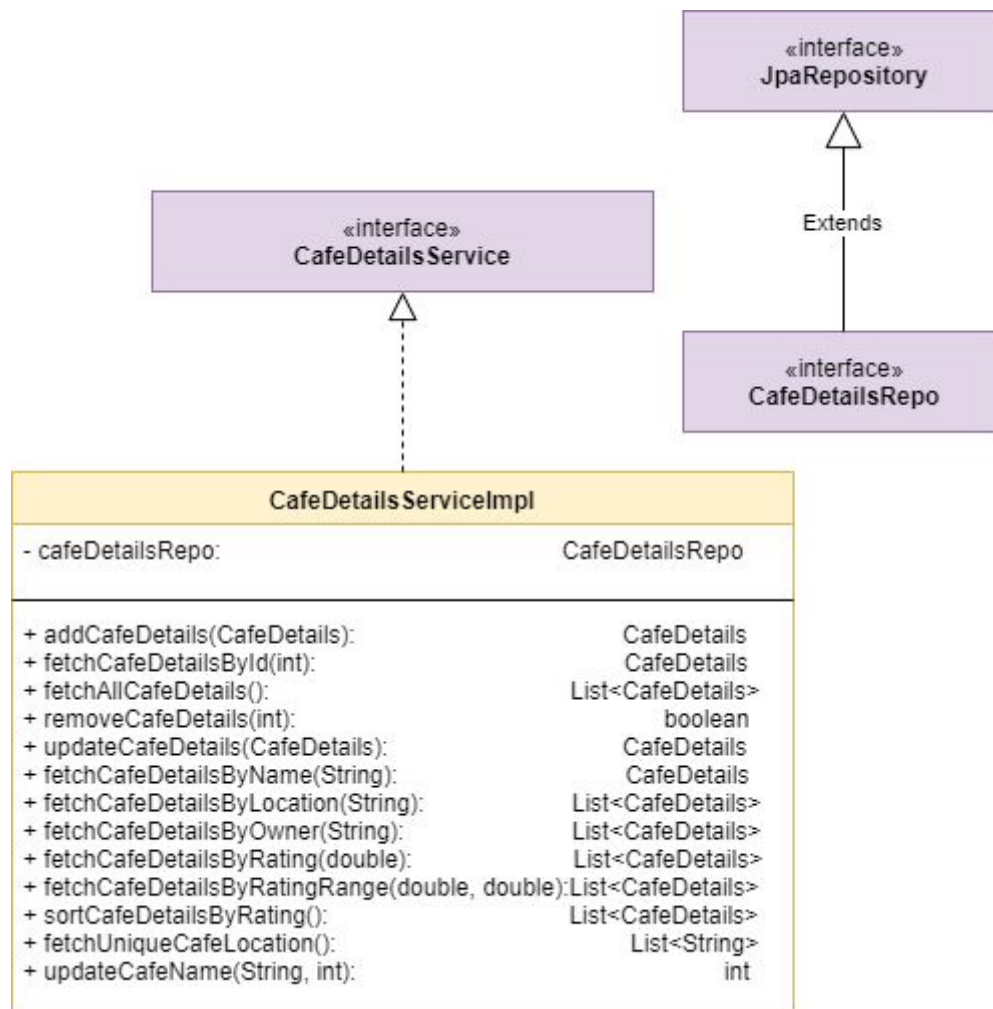 «interface»
JpaRepository
Extends
«interface»
CafeDetailsService
«interface»
CafeDetailsRepo
CafeDetailsServiceImpl
- cafeDetailsRepo: CafeDetailsRepo
+ addCafeDetails(CafeDetails): CafeDetails
+ fetchCafeDetailsById(int): CafeDetails
+ fetchAllCafeDetails(): List<CafeDetails>
+ removeCafeDetails(int): boolean
+ updateCafeDetails(CafeDetails): CafeDetails
+ fetchCafeDetailsByName(String): CafeDetails
+ fetchCafeDetailsByLocation(String): List<CafeDetails>
+ fetchCafeDetailsByOwner(String): List<CafeDetails>
+ fetchCafeDetailsByRating(double): List<CafeDetails>
+ fetchCafeDetailsByRatingRange(double, double):List<CafeDetails>
+ sortCafeDetailsByRating(): List<CafeDetails>
+ fetchUniqueCafeLocation(): List<String>
+ updateCafeName(String, int): int